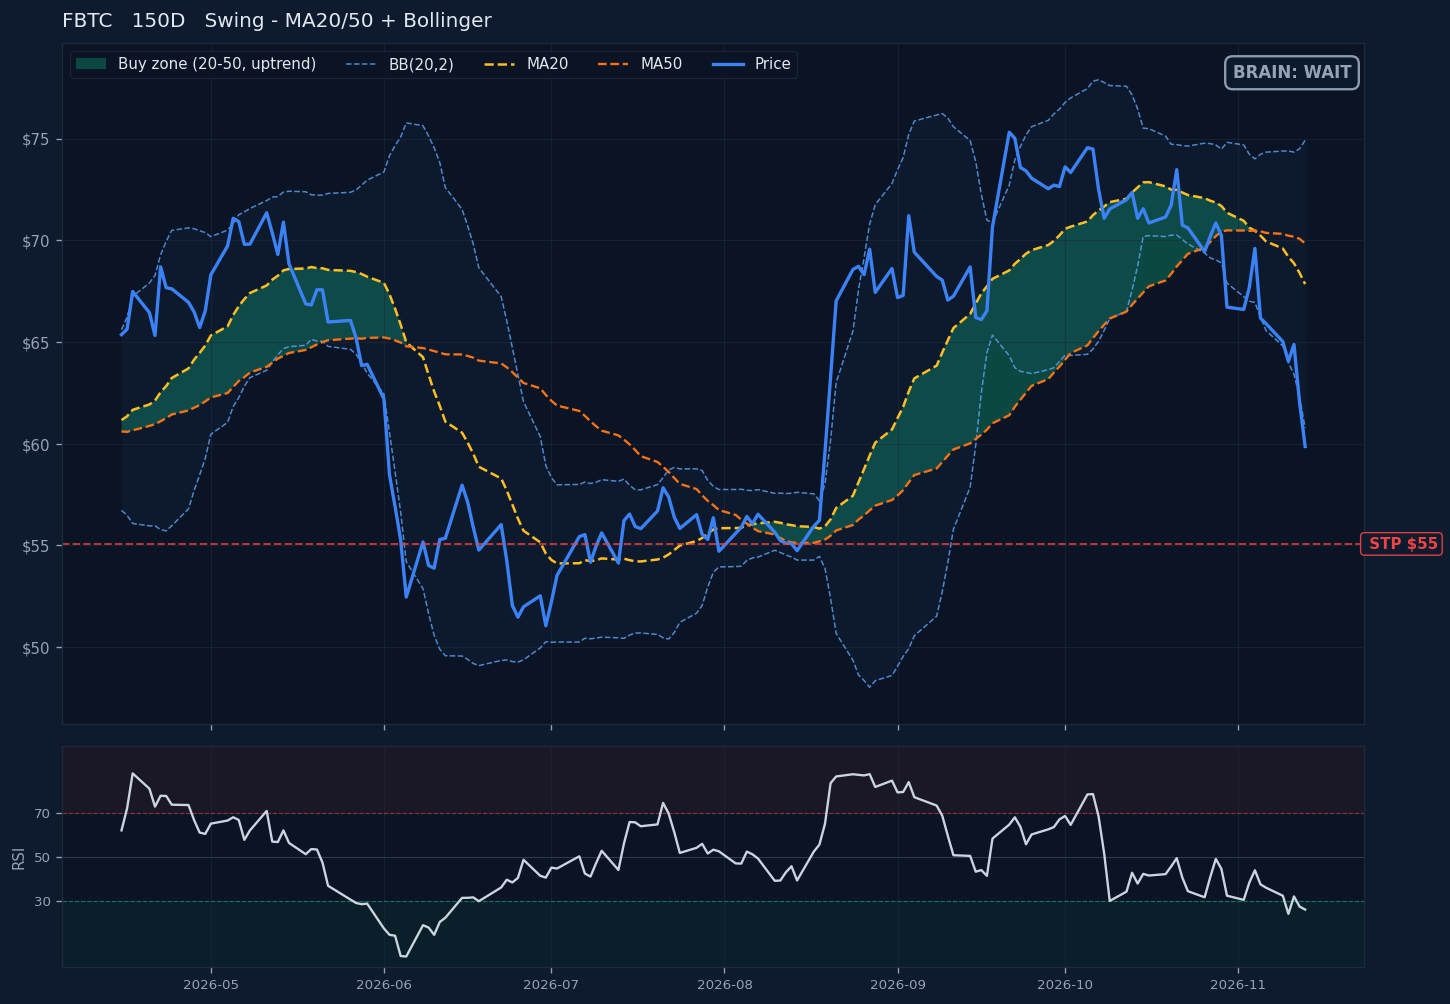 FBTC   150D   Swing - MA20/50 + Bollinger
Buy zone (20-50, uptrend)   BB(20,2)   MA20   MA50   Price
BRAIN: WAIT
$75
$70
$65
$60
$55
$50
STP $55
RSI
70
50
30
2026-05   2026-06   2026-07   2026-08   2026-09   2026-10   2026-11